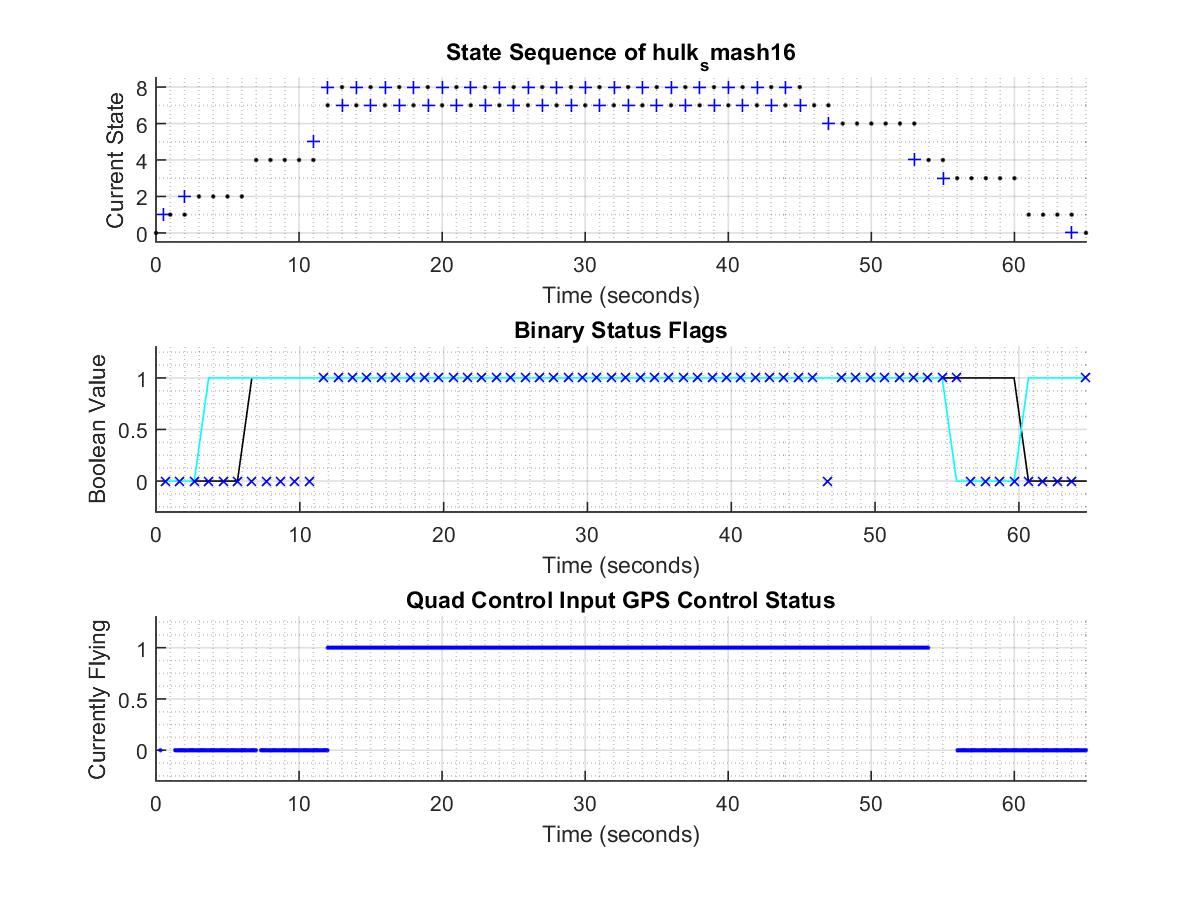 State Sequence of hulksmash16
Current State
8
6
4
2
0
0 10 20 30 40 50 60
Time (seconds)
Binary Status Flags
Boolean Value
1
0.5
0
0 10 20 30 40 50 60
Time (seconds)
Quad Control Input GPS Control Status
Currently Flying
1
0.5
0
0 10 20 30 40 50 60
Time (seconds)